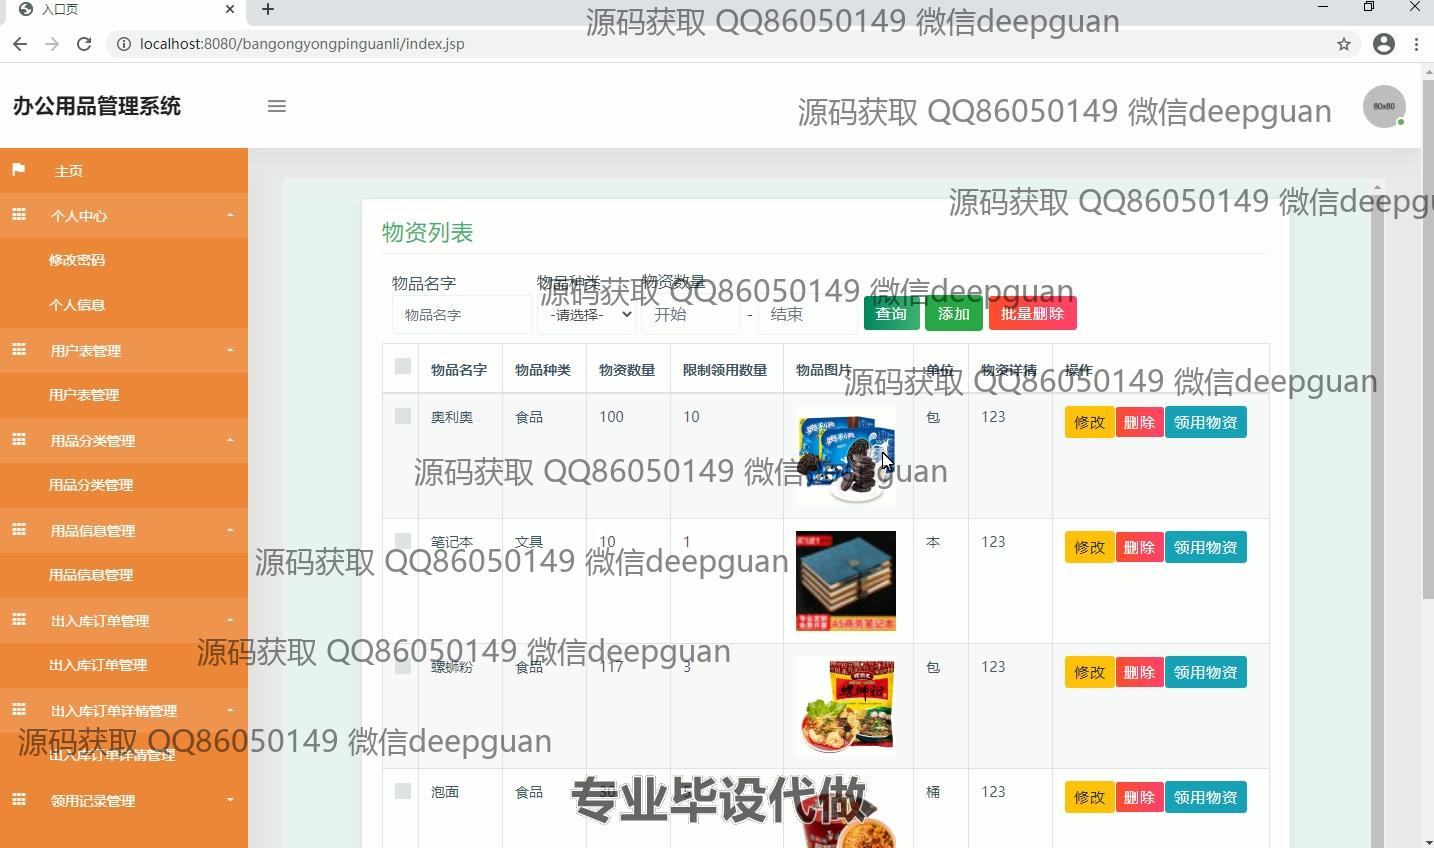 入口页
源码获取 QQ86050149 微信deepguan
localhost:8080/bangongyongpinguanli/index.jsp
办公用品管理系统
源码获取 QQ86050149 微信deepguan
80x80
主页
个人中心
修改密码
个人信息
用户表管理
用户表管理
用品分类管理
用品分类管理
用品信息管理
用品信息管理
出入库订单管理
出入库订单管理
出入库订单详情管理
出入库订单详情管理
领用记录管理
源码获取 QQ86050149 微信deepgu
物资列表
物品名字 物品种类 物资数量
源码获取 QQ86050149 微信deepguan
物品名字 -请选择- 开始 - 结束 查询 添加 批量删除
物品名字 物品种类 物资数量 限制领用数量 物品图片 单位 物资详情 操作
源码获取 QQ86050149 微信deepguan
奥利奥 食品 100 10 包 123 修改 删除 领用物资
奥利奥
奥利奥
源码获取 QQ86050149 微信deepguan
笔记本 文具 10 1 本 123 修改 删除 领用物资
A5商务笔记本
源码获取 QQ86050149 微信deepguan
源码获取 QQ86050149 微信deepguan
螺蛳粉 食品 117 3 包 123 修改 删除 领用物资
螺蛳粉
源码获取 QQ86050149 微信deepguan
泡面 食品 桶 123 修改 删除 领用物资
专业毕设代做